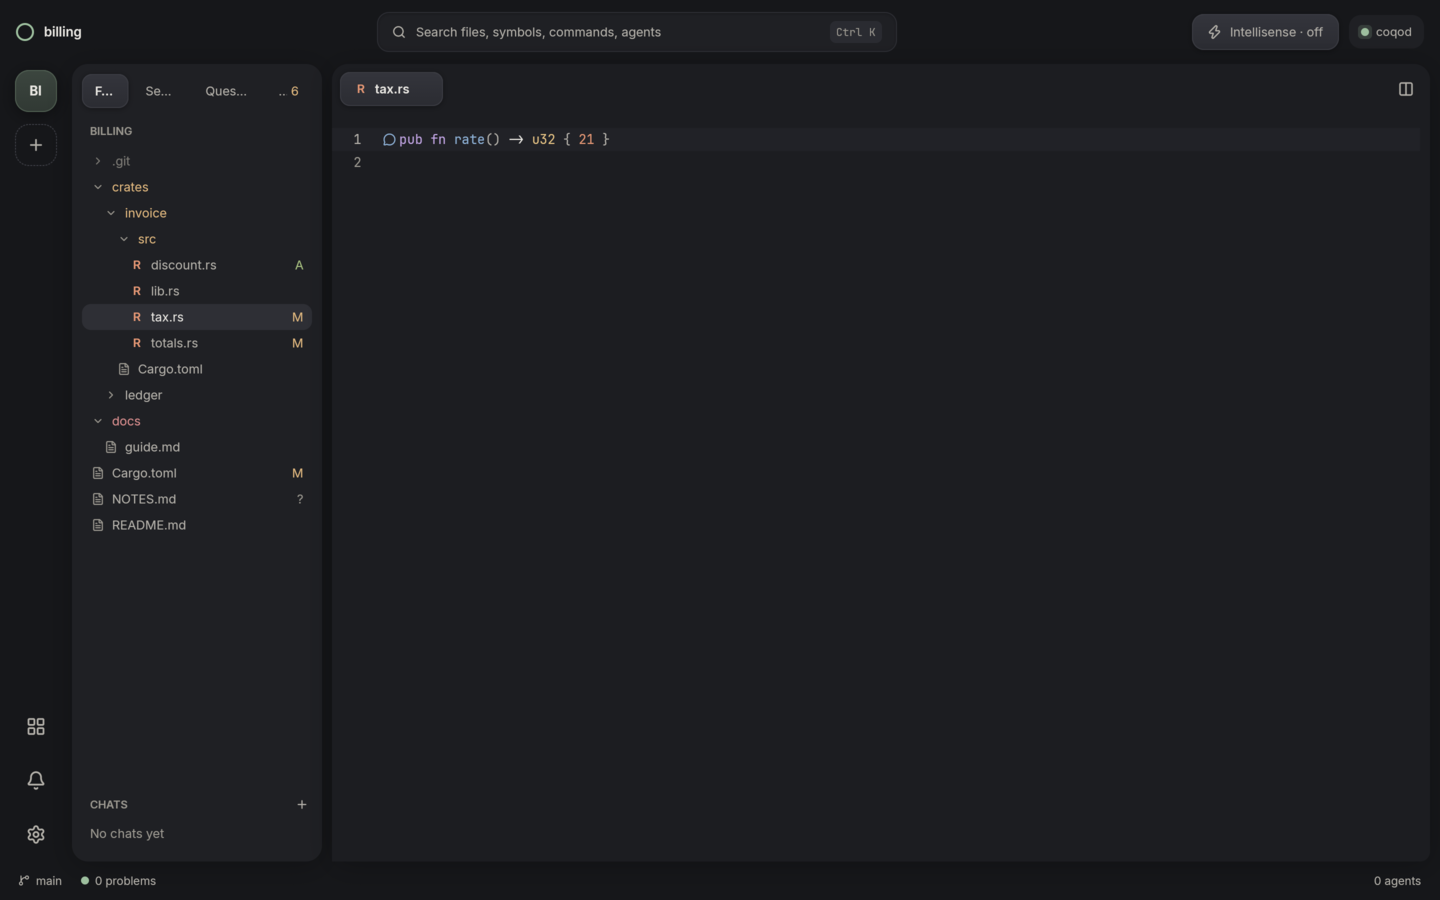 billing
Search files, symbols, commands, agents
Ctrl K
Intellisense · off
coqod
BI
F...
Se...
Ques...
.. 6
R tax.rs
BILLING
.git
crates
invoice
src
R discount.rs A
R lib.rs
R tax.rs M
R totals.rs M
Cargo.toml
ledger
docs
guide.md
Cargo.toml M
NOTES.md ?
README.md
1 pub fn rate() -> u32 { 21 }
2
CHATS +
No chats yet
main
0 problems
0 agents